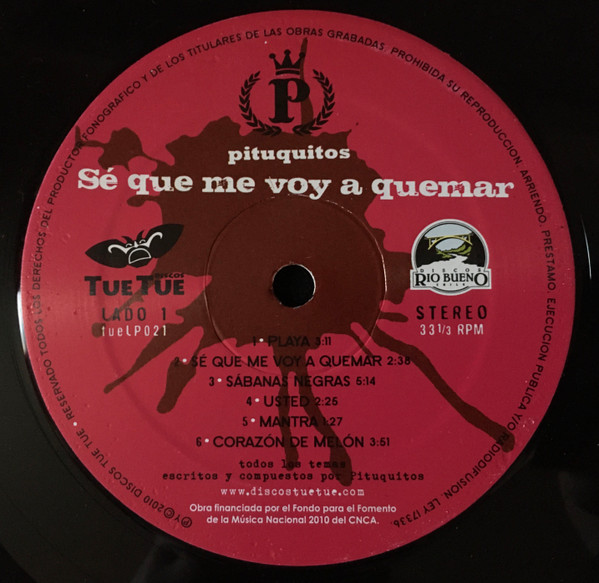 RESERVADO TODOS LOS DERECHOS DEL PRODUCTOR FONOGRAFICO Y DE LOS TITULARES DE LAS OBRAS GRABADAS. PROHIBIDA SU REPRODUCCION, ARRIENDO, PRESTAMO, EJECUCION PUBLICA Y/O RADIODIFUSION. LEY 17336. ℗©2010 DISCOS TUE TUE •
P
pituquitos
Sé que me voy a quemar
DISCOS
TUETUE
LADO 1
tueLP021
DISCOS
RIO BUENO
CHILE
STEREO
33 1/3 RPM
1• PLAYA 3:11
2• SÉ QUE ME VOY A QUEMAR 2:38
3• SÁBANAS NEGRAS 5:14
4• USTED 2:25
5• MANTRA 1:27
6• CORAZÓN DE MELÓN 3:51
todos los temas
escritos y compuestos por Pituquitos
www.discostuetue.com
Obra financiada por el Fondo para el Fomento
de la Música Nacional 2010 del CNCA.